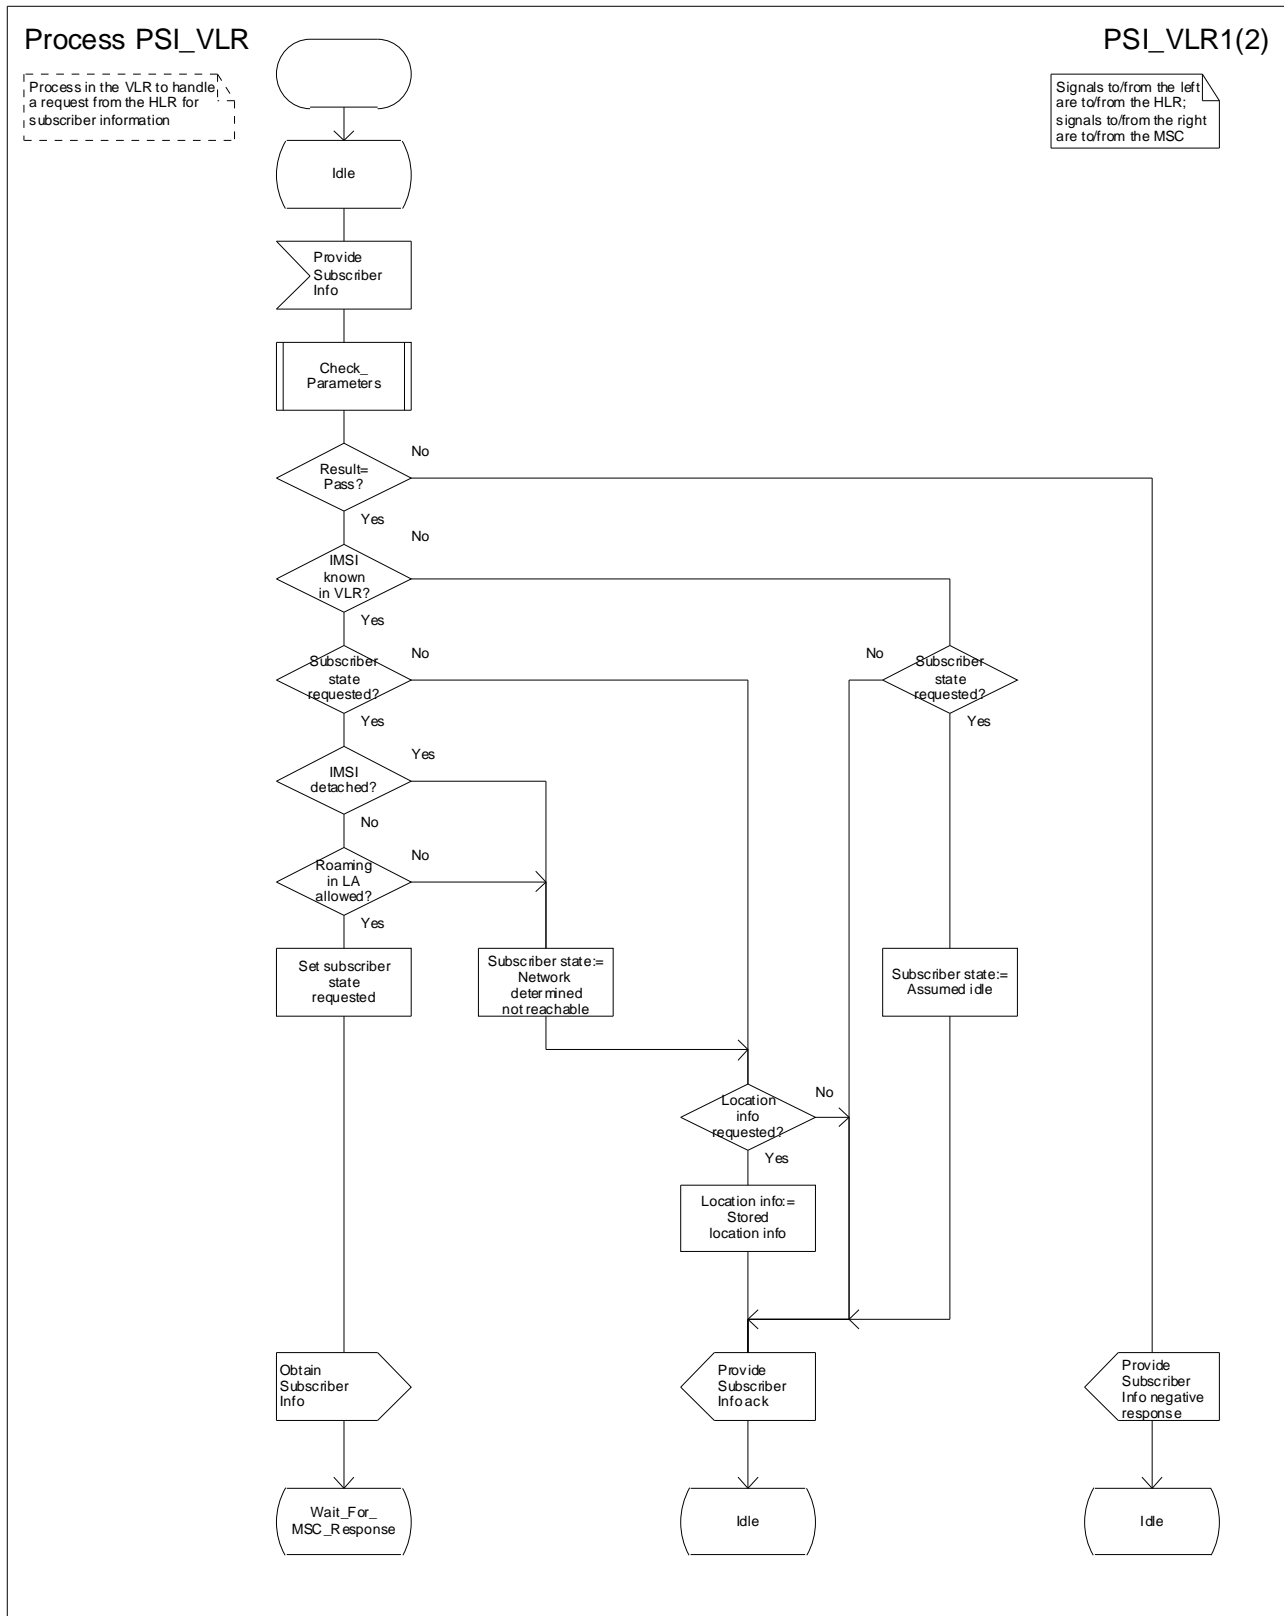 Process PSI_VLR
PSI_VLR1(2)
Process in the VLR to handle
a request from the HLR for
subscriber information
Signals to/from the left
are to/from the HLR;
signals to/from the right
are to/from the MSC
Idle
Provide
Subscriber
Info
Check_
Parameters
No
Result=
Pass?
Yes
No
IMSI
known
in VLR?
Yes
No
Subscriber
state
requested?
Yes
No
Subscriber
state
requested?
Yes
Yes
IMSI
detached?
No
No
Roaming
in LA
allowed?
Yes
Set subscriber
state
requested
Subscriber state:=
Network
determined
not reachable
Subscriber state:=
Assumed idle
No
Location
info
requested?
Yes
Location info:=
Stored
location info
Obtain
Subscriber
Info
Provide
Subscriber
Info ack
Provide
Subscriber
Info negative
response
Wait_For_
MSC_Response
Idle
Idle